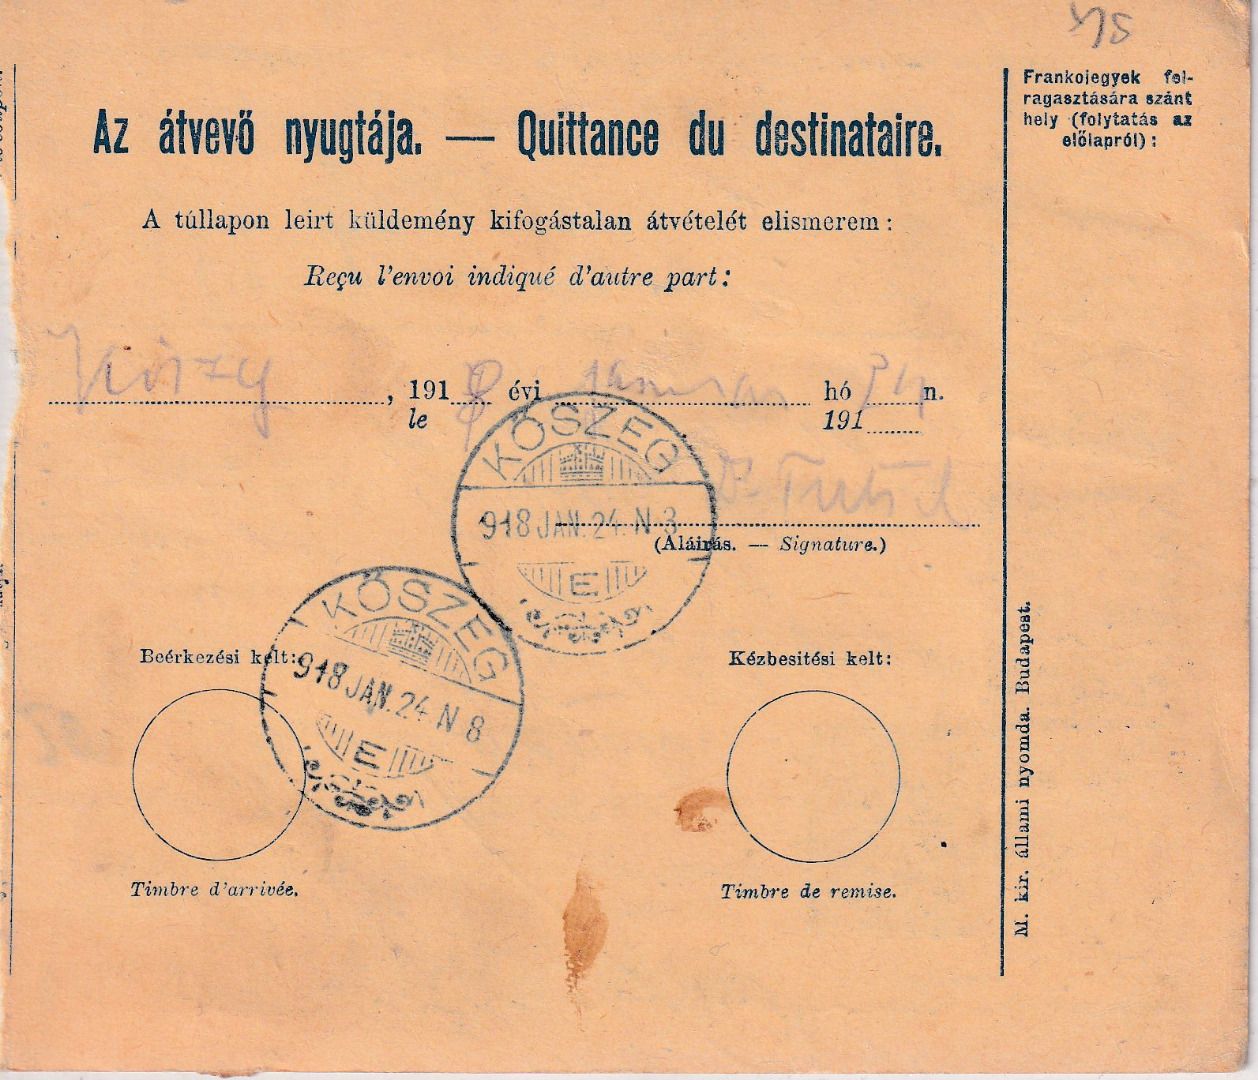 Az átvevő nyugtája. — Quittance du destinataire.
A túllapon leirt küldemény kifogástalan átvételét elismerem:
Reçu l'envoi indiqué d'autre part:
Kőszeg, 1918 évi január hó 24 n.
le 191
(Aláirás. — Signature.)
KŐSZEG
918 JAN. 24. N 3
E
KŐSZEG
918 JAN. 24 N 8
E
Beérkezési kelt:
Timbre d'arrivée.
Kézbesitési kelt:
Timbre de remise.
Frankojegyek fel-
ragasztására szánt
hely (folytatás az
előlapról):
M. kir. állami nyomda. Budapest.